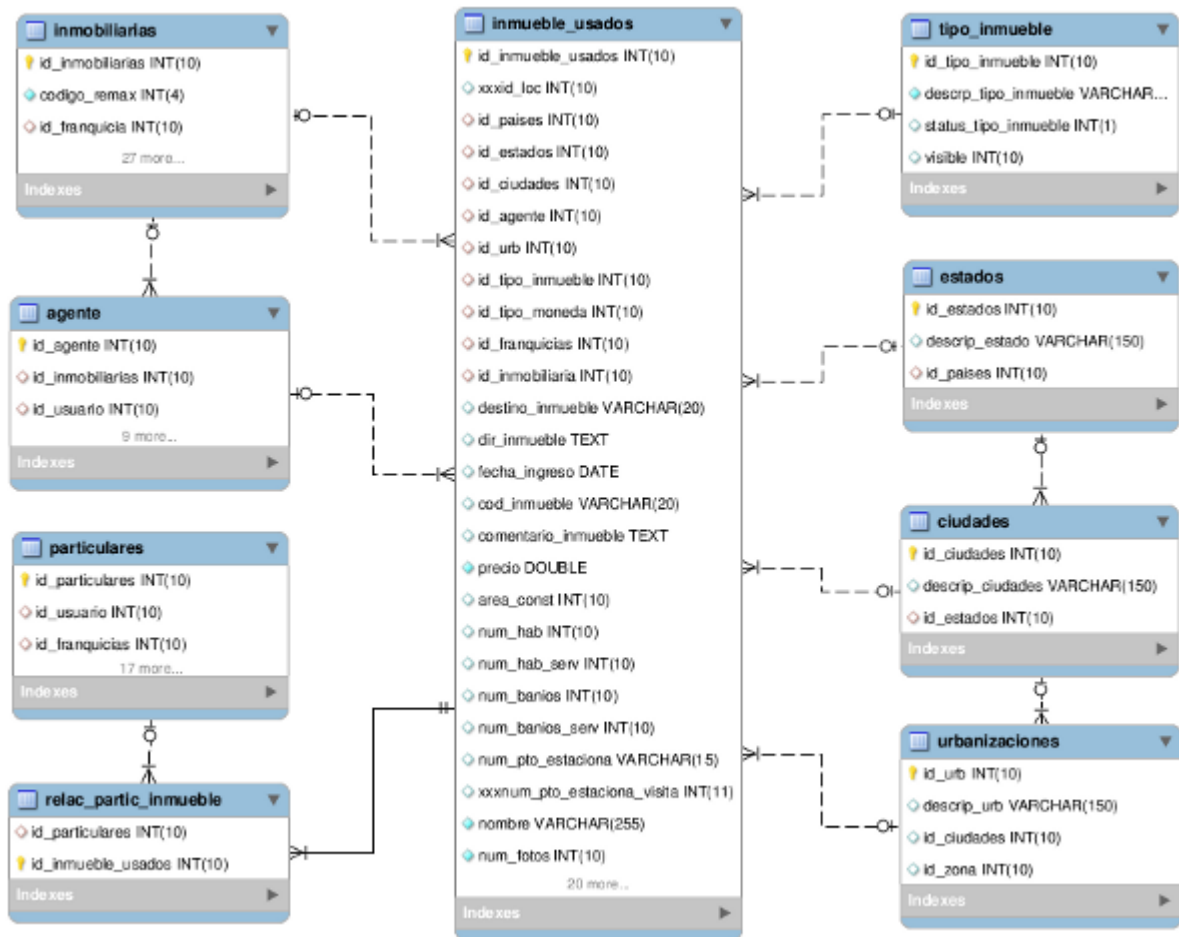 inmobiliarias
id_inmobiliarias INT(10)
codigo_remax INT(4)
id_franquicia INT(10)
27 more...
Indexes
agente
id_agente INT(10)
id_inmobiliarias INT(10)
id_usuario INT(10)
9 more...
Indexes
particulares
id_particulares INT(10)
id_usuario INT(10)
id_franquicias INT(10)
17 more...
Indexes
relac_partic_inmueble
id_particulares INT(10)
id_inmueble_usados INT(10)
Indexes
inmueble_usados
id_inmueble_usados INT(10)
xxxid_loc INT(10)
id_paises INT(10)
id_estados INT(10)
id_ciudades INT(10)
id_agente INT(10)
id_urb INT(10)
id_tipo_inmueble INT(10)
id_tipo_moneda INT(10)
id_franquicias INT(10)
id_inmobiliaria INT(10)
destino_inmueble VARCHAR(20)
dir_inmueble TEXT
fecha_ingreso DATE
cod_inmueble VARCHAR(20)
comentario_inmueble TEXT
precio DOUBLE
area_const INT(10)
num_hab INT(10)
num_hab_serv INT(10)
num_banios INT(10)
num_banios_serv INT(10)
num_pto_estaciona VARCHAR(15)
xxxnum_pto_estaciona_visita INT(11)
nombre VARCHAR(255)
num_fotos INT(10)
20 more...
Indexes
tipo_inmueble
id_tipo_inmueble INT(10)
descrp_tipo_inmueble VARCHAR...
status_tipo_inmueble INT(1)
visible INT(10)
Indexes
estados
id_estados INT(10)
descrip_estado VARCHAR(150)
id_paises INT(10)
Indexes
ciudades
id_ciudades INT(10)
descrip_ciudades VARCHAR(150)
id_estados INT(10)
Indexes
urbanizaciones
id_urb INT(10)
descrip_urb VARCHAR(150)
id_ciudades INT(10)
id_zona INT(10)
Indexes